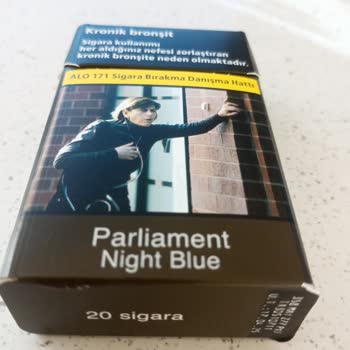 Kronik bronşit
Sigara kullanımı
her aldığınız nefesi zorlaştıran
kronik bronşite neden olmaktadır.
ALO 171 Sigara Bırakma Danışma Hattı
Parliament
Night Blue
20 sigara